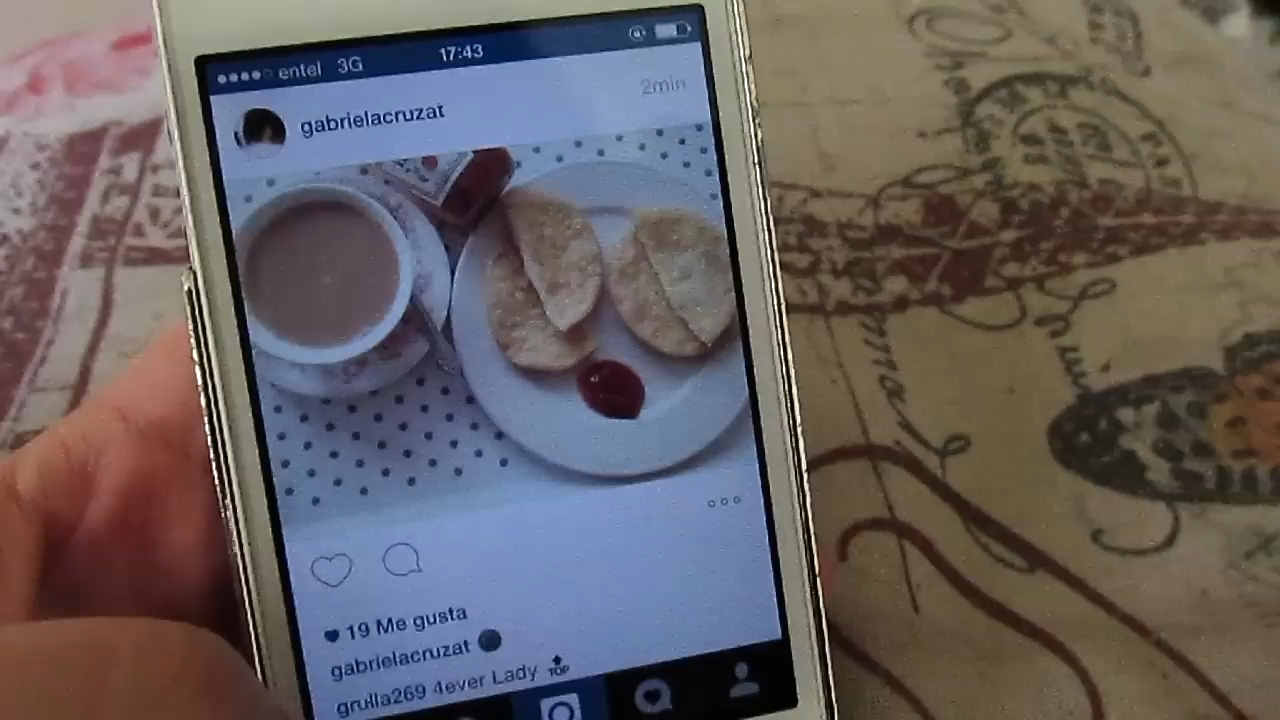 entel 3G 17:43
gabrielacruzat 2min
19 Me gusta
gabrielacruzat
grulla269 4ever Lady TOP